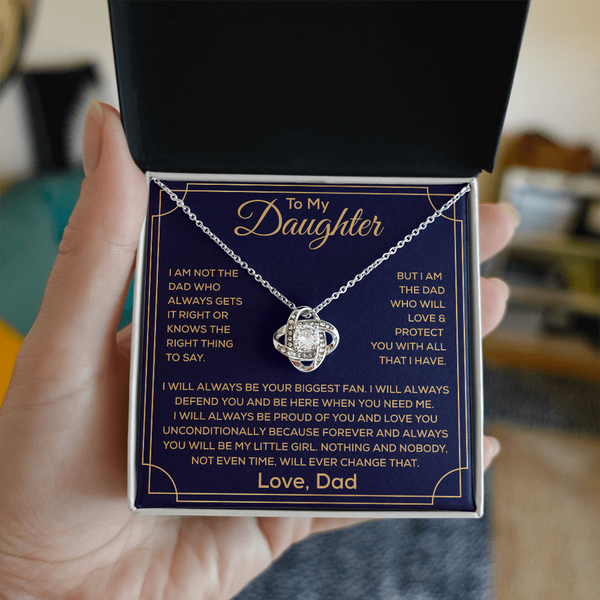 To My
Daughter
I AM NOT THE
DAD WHO
ALWAYS GETS
IT RIGHT OR
KNOWS THE
RIGHT THING
TO SAY.
BUT I AM
THE DAD
WHO WILL
LOVE &
PROTECT
YOU WITH ALL
THAT I HAVE.
I WILL ALWAYS BE YOUR BIGGEST FAN. I WILL ALWAYS
DEFEND YOU AND BE HERE WHEN YOU NEED ME.
I WILL ALWAYS BE PROUD OF YOU AND LOVE YOU
UNCONDITIONALLY BECAUSE FOREVER AND ALWAYS
YOU WILL BE MY LITTLE GIRL. NOTHING AND NOBODY,
NOT EVEN TIME, WILL EVER CHANGE THAT.
Love, Dad